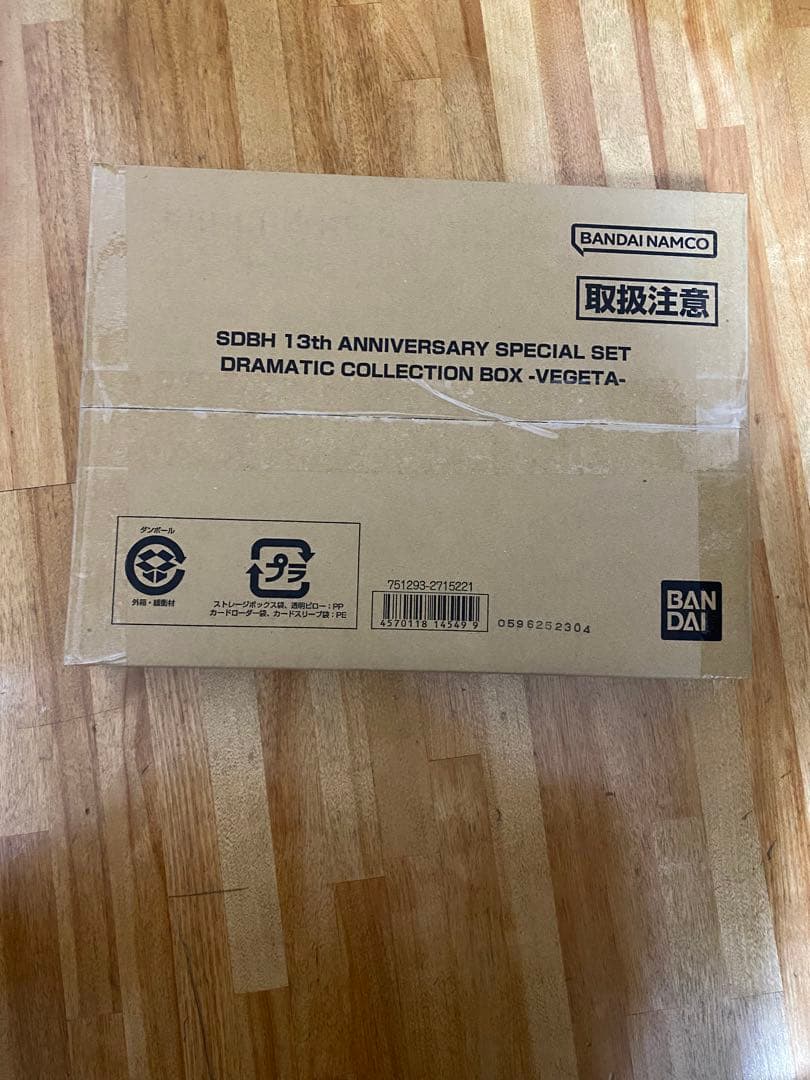 BANDAI NAMCO
取扱注意
SDBH 13th ANNIVERSARY SPECIAL SET
DRAMATIC COLLECTION BOX -VEGETA-
ダンボール
外箱・緩衝材
プラ
ストレージボックス袋、透明ピロー:PP
カードローダー袋、カードスリーブ袋:PE
751293-2715221
4570118 14549 9
0596252304
BAN
DAI